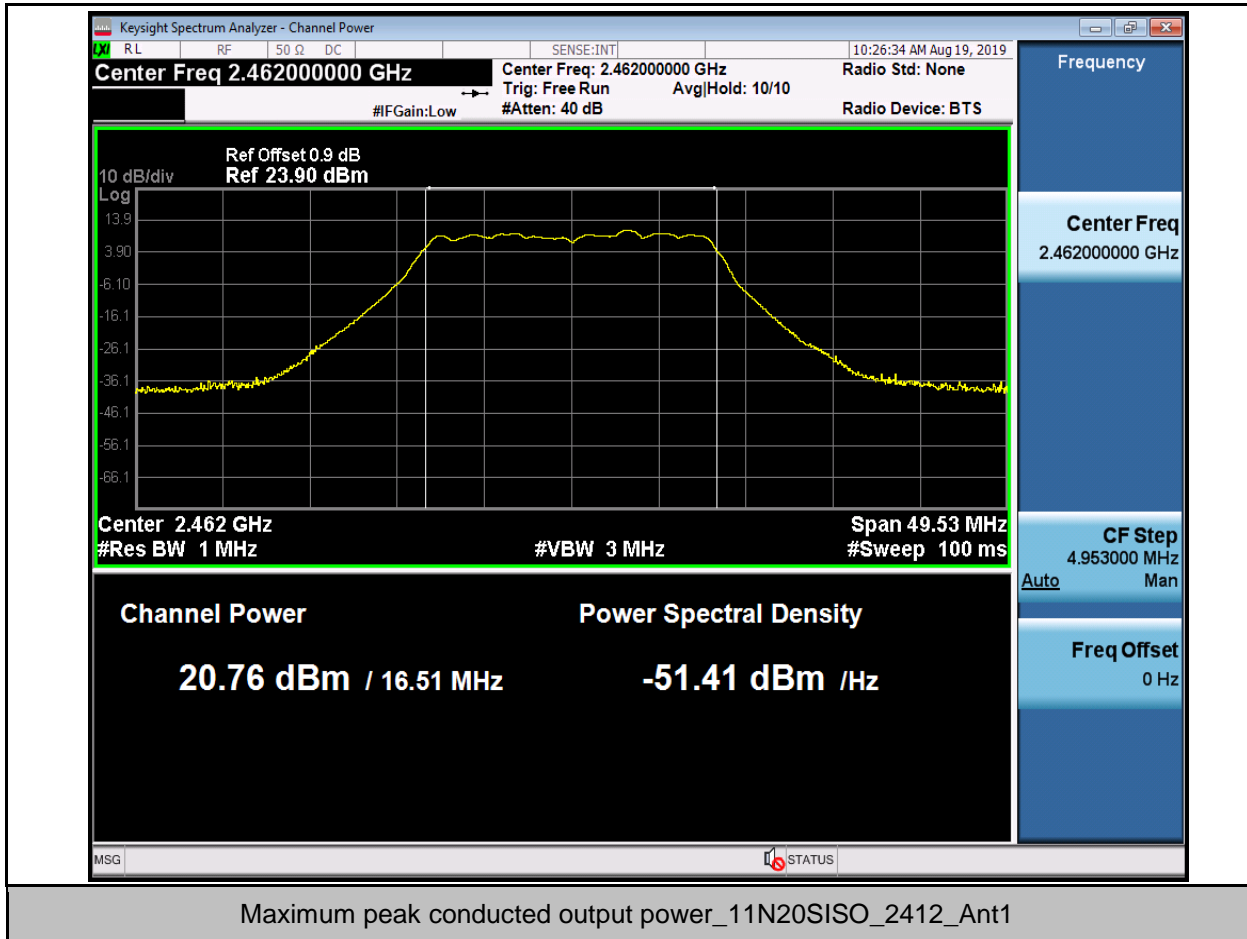 Keysight Spectrum Analyzer - Channel Power
LXI RL RF 50 Ω DC SENSE:INT 10:26:34 AM Aug 19, 2019
Center Freq 2.462000000 GHz
#IFGain:Low
Center Freq: 2.462000000 GHz
Trig: Free Run Avg|Hold: 10/10
#Atten: 40 dB
Radio Std: None
Radio Device: BTS
Ref Offset 0.9 dB
10 dB/div Ref 23.90 dBm
Log
13.9
3.90
-6.10
-16.1
-26.1
-36.1
-46.1
-56.1
-66.1
Center 2.462 GHz Span 49.53 MHz
#Res BW 1 MHz #VBW 3 MHz #Sweep 100 ms
Channel Power Power Spectral Density
20.76 dBm / 16.51 MHz -51.41 dBm /Hz
Frequency
Center Freq
2.462000000 GHz
CF Step
4.953000 MHz
Auto Man
Freq Offset
0 Hz
MSG STATUS
Maximum peak conducted output power_11N20SISO_2412_Ant1